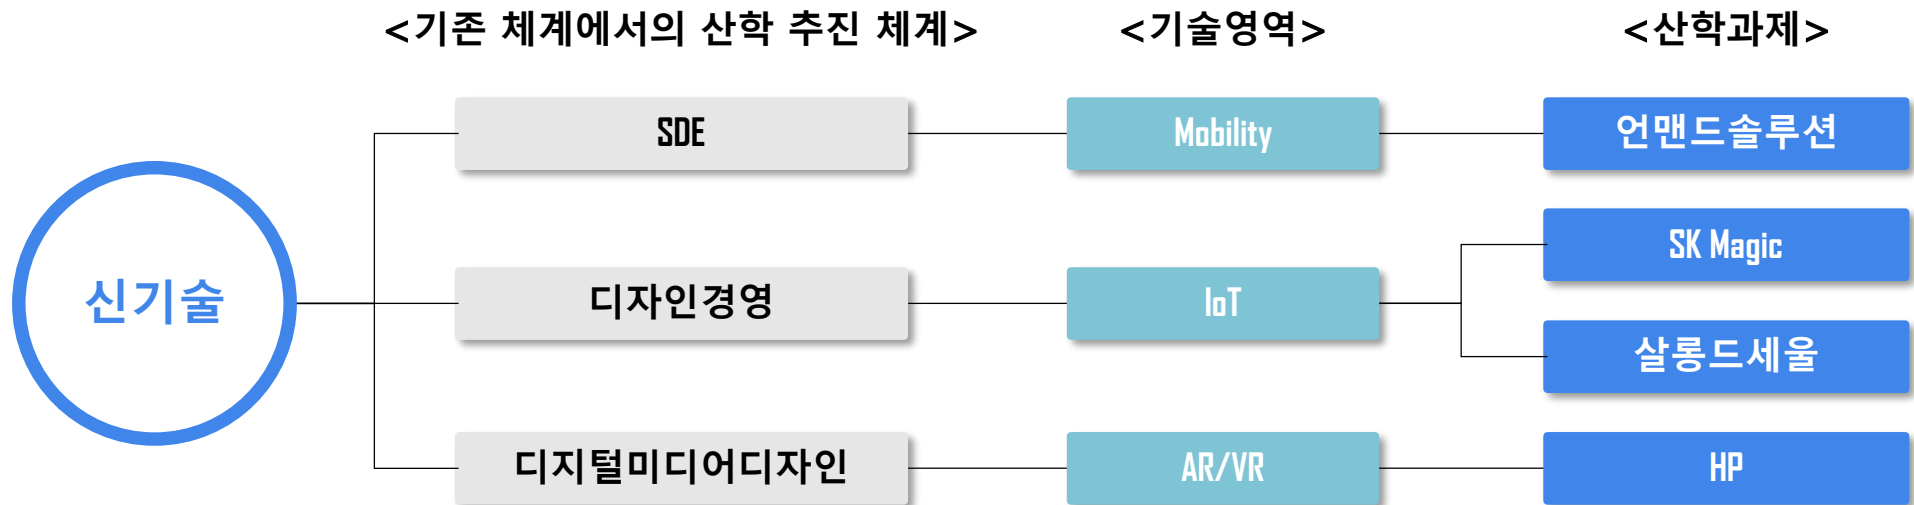 <기존 체계에서의 산학 추진 체계> <기술영역> <산학과제>
SDE Mobility 언맨드솔루션
SK Magic
신기술 디자인경영 IoT
살롱드세울
디지털미디어디자인 AR/VR HP